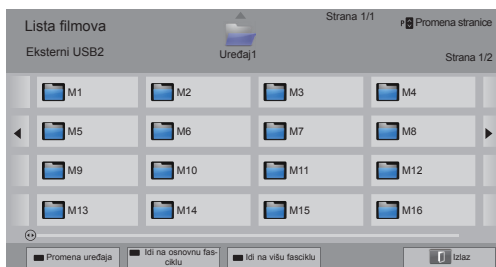 Lista filmova
Strana 1/1
P Promena stranice
Eksterni USB2
Uređaj1
Strana 1/2
M1 M2 M3 M4
M5 M6 M7 M8
M9 M10 M11 M12
M13 M14 M15 M16
Promena uređaja
Idi na osnovnu fas-
ciklu
Idi na višu fasciklu
Izlaz